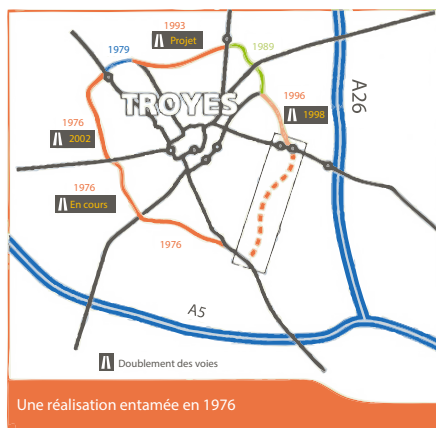 1993
Projet
1979
1989
A26
TROYES
1996
1998
1976
2002
1976
En cours
1976
A5
Doublement des voies
Une réalisation entamée en 1976